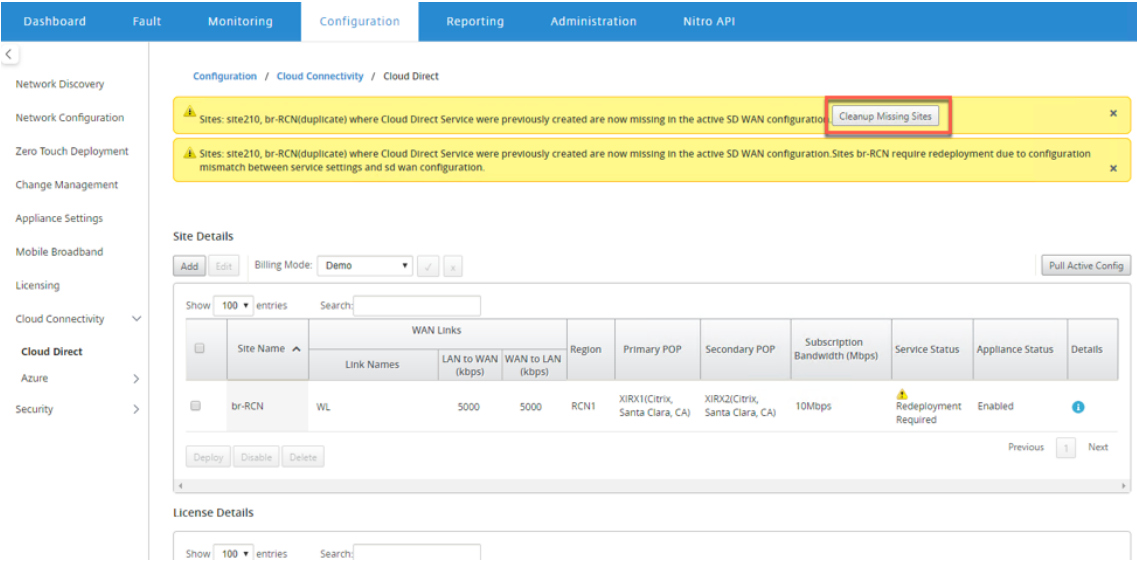 Dashboard Fault Monitoring Configuration Reporting Administration Nitro API
Network Discovery
Network Configuration
Zero Touch Deployment
Change Management
Appliance Settings
Mobile Broadband
Licensing
Cloud Connectivity
Cloud Direct
Azure
Security
Configuration / Cloud Connectivity / Cloud Direct
Sites: site210, br-RCN(duplicate) where Cloud Direct Service were previously created are now missing in the active SD WAN configuration. Cleanup Missing Sites ×
Sites: site210, br-RCN(duplicate) where Cloud Direct Service were previously created are now missing in the active SD WAN configuration.Sites br-RCN require redeployment due to configuration
mismatch between service settings and sd wan configuration. ×
Site Details
Add Edit Billing Mode: Demo ✓ x Pull Active Config
Show 100 entries Search:
WAN Links
Site Name Link Names LAN to WAN (kbps) WAN to LAN (kbps) Region Primary POP Secondary POP Subscription Bandwidth (Mbps) Service Status Appliance Status Details
br-RCN WL 5000 5000 RCN1 XIRX1(Citrix, Santa Clara, CA) XIRX2(Citrix, Santa Clara, CA) 10Mbps Redeployment Required Enabled
Deploy Disable Delete
Previous 1 Next
License Details
Show 100 entries Search: